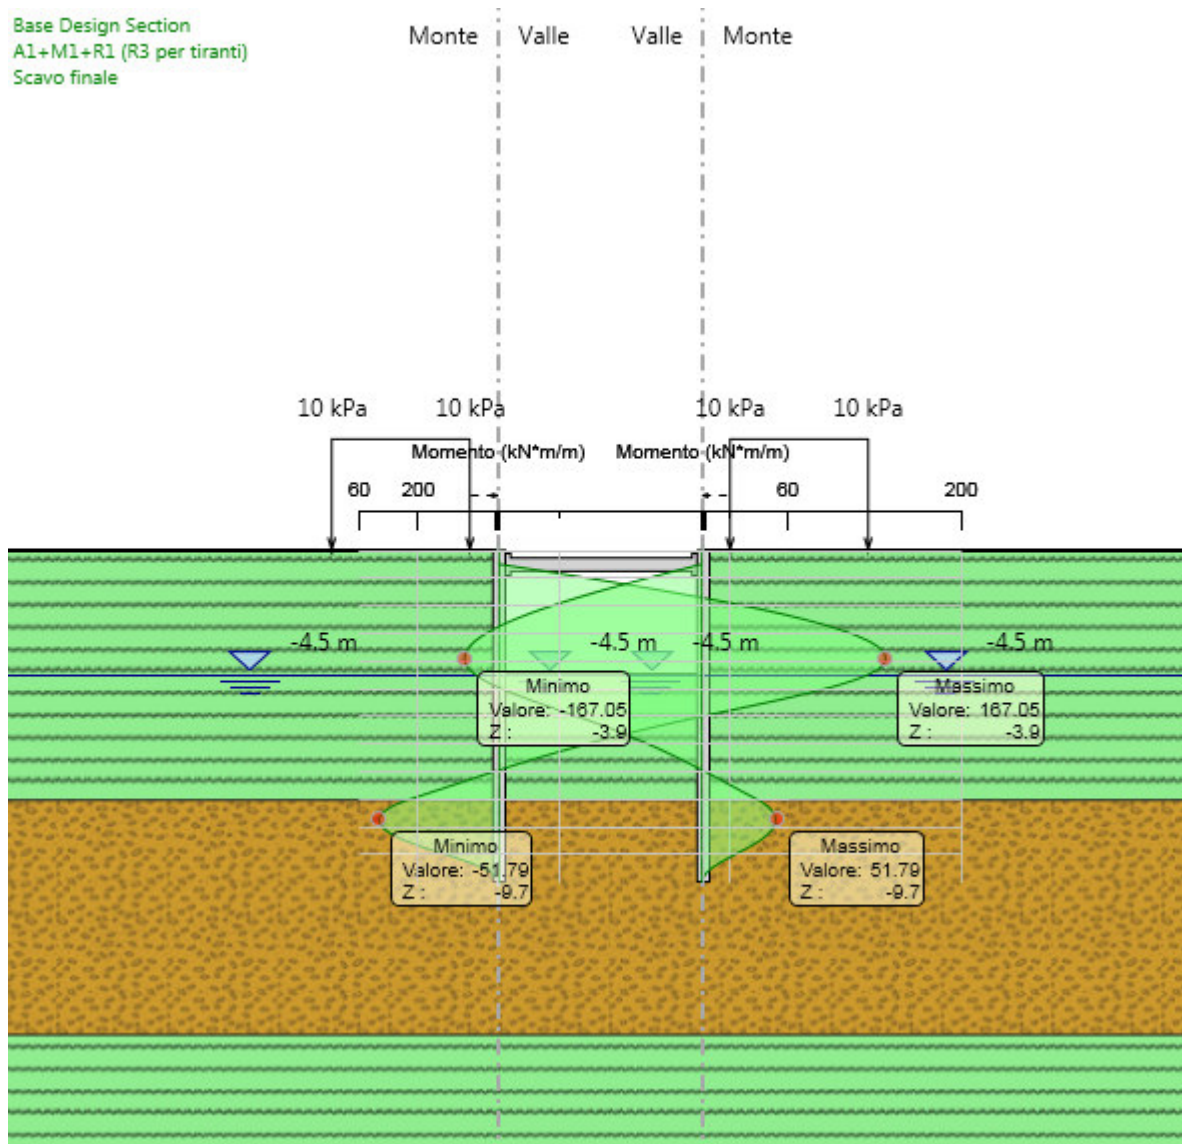 Base Design Section
A1+M1+R1 (R3 per tiranti)
Scavo finale
Monte Valle Valle Monte
10 kPa 10 kPa 10 kPa 10 kPa
Momento (kN*m/m) Momento (kN*m/m)
60 200 60 200
-4.5 m -4.5 m -4.5 m -4.5 m
Minimo
Valore: -167.05
Z : -3.9
Massimo
Valore: 167.05
Z : -3.9
Minimo
Valore: -51.79
Z : -9.7
Massimo
Valore: 51.79
Z : -9.7